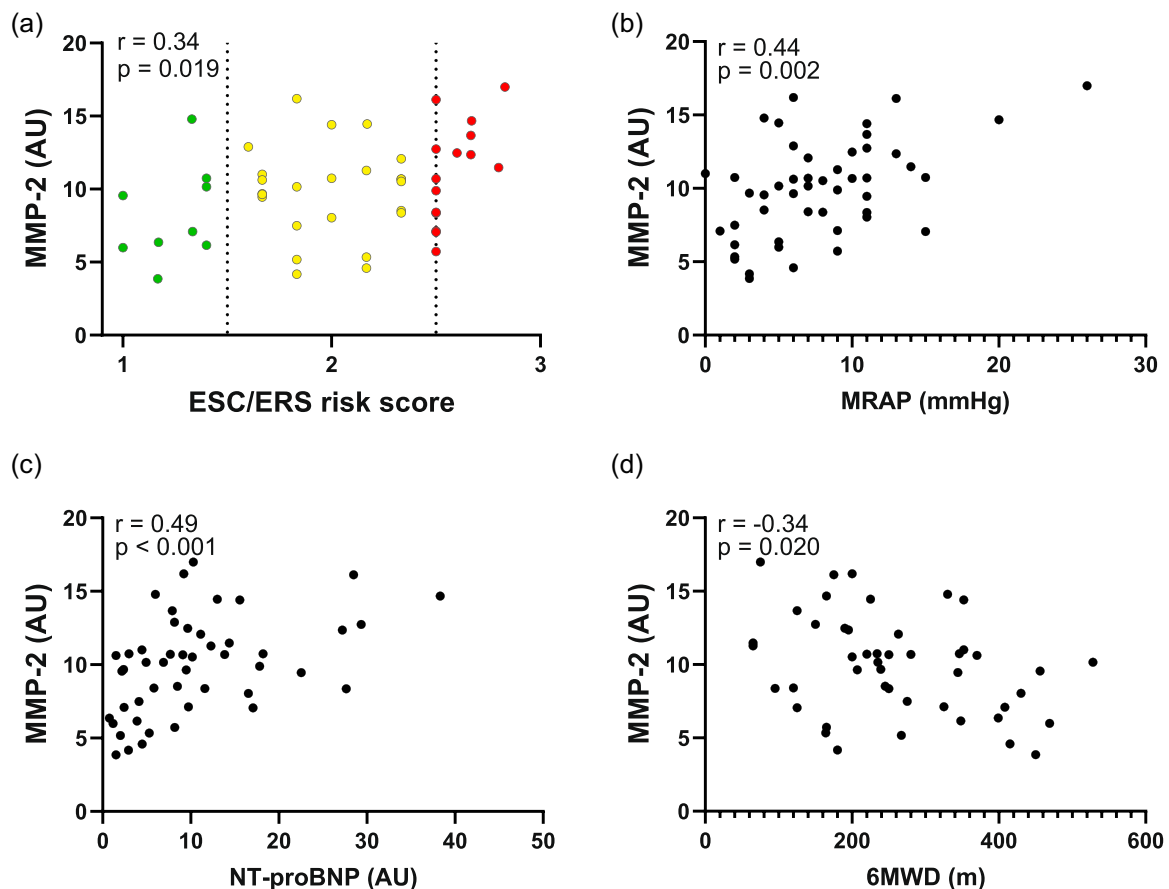 (a)
r = 0.34
p = 0.019
MMP-2 (AU)
20
15
10
5
0
1
2
3
ESC/ERS risk score
(b)
r = 0.44
p = 0.002
MMP-2 (AU)
20
15
10
5
0
0
10
20
30
MRAP (mmHg)
(c)
r = 0.49
p < 0.001
MMP-2 (AU)
20
15
10
5
0
0
10
20
30
40
50
NT-proBNP (AU)
(d)
r = -0.34
p = 0.020
MMP-2 (AU)
20
15
10
5
0
0
200
400
600
6MWD (m)